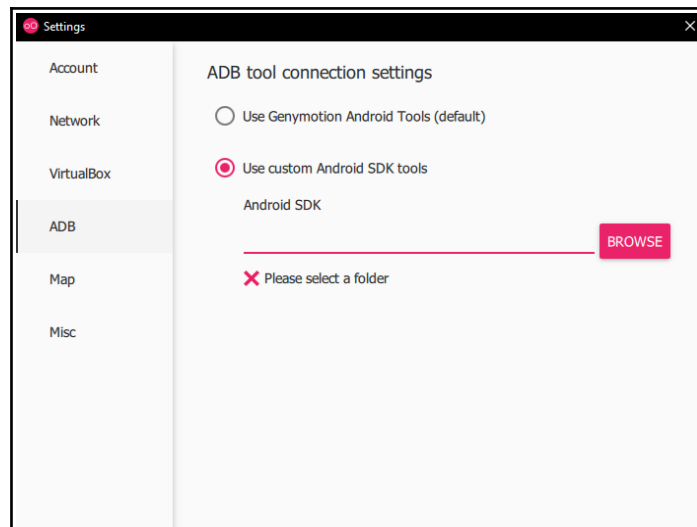 Settings
Account
Network
VirtualBox
ADB
Map
Misc
ADB tool connection settings
Use Genymotion Android Tools (default)
Use custom Android SDK tools
Android SDK
BROWSE
Please select a folder